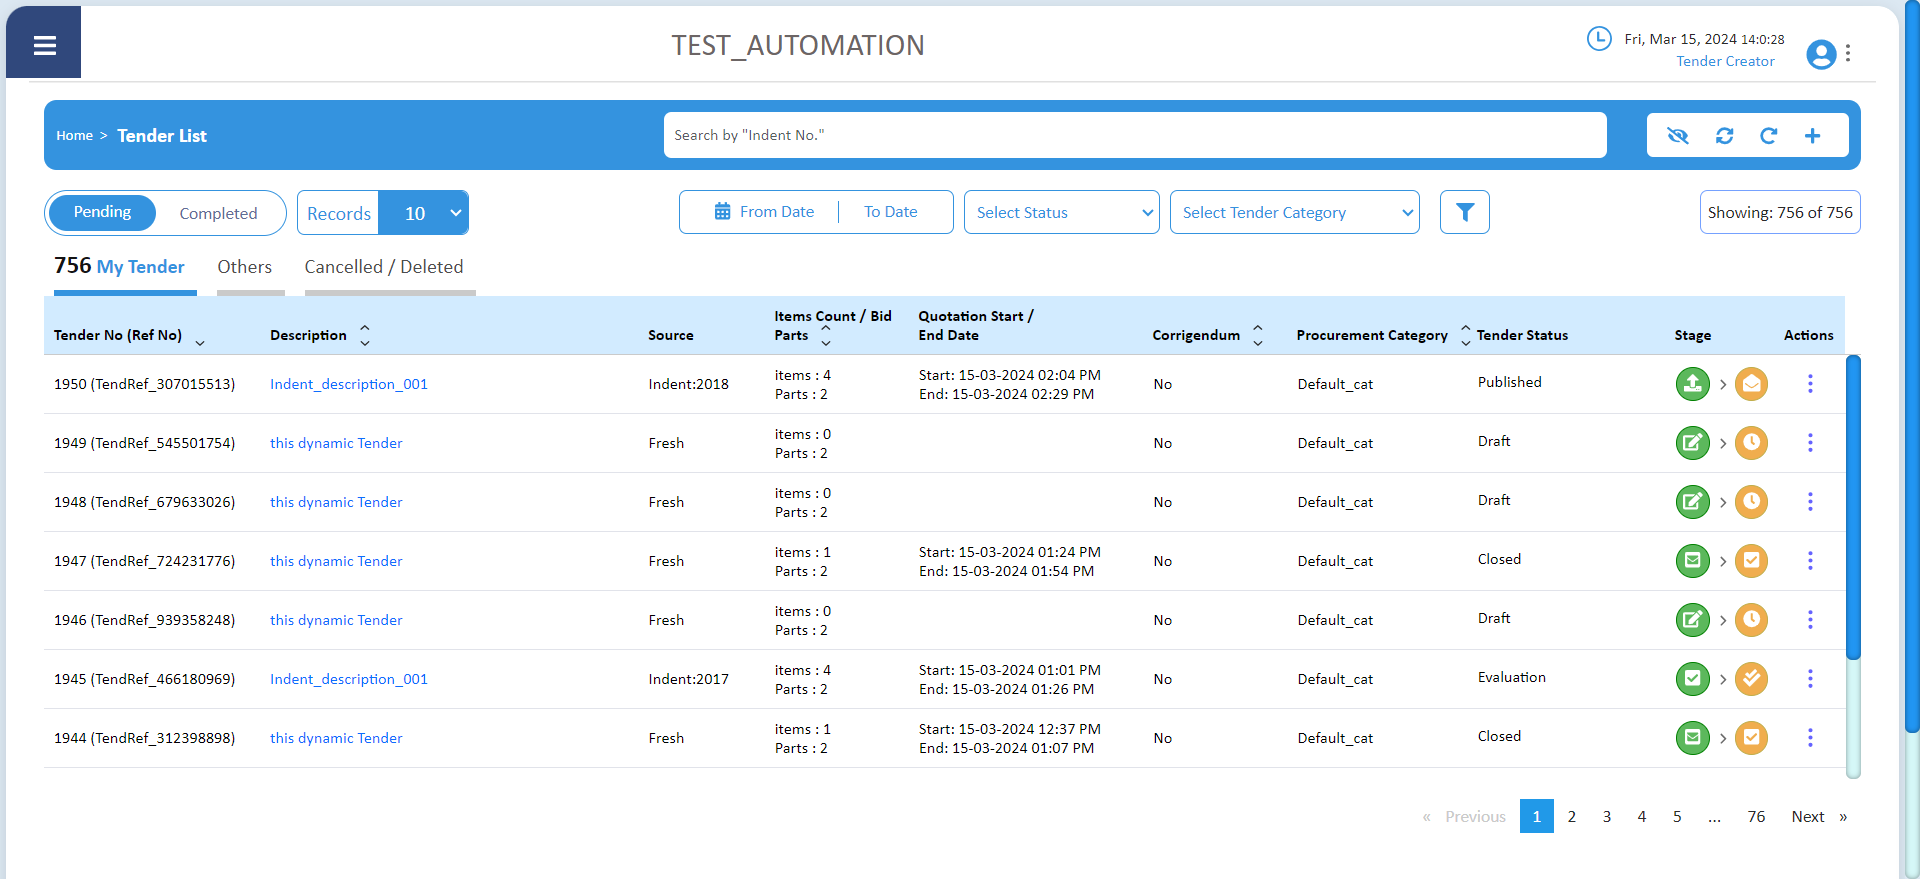 TEST_AUTOMATION
Fri, Mar 15, 2024 14:0:28
Tender Creator
Home > Tender List
Search by "Indent No."
Pending Completed Records 10 From Date To Date Select Status Select Tender Category Showing: 756 of 756
756 My Tender Others Cancelled / Deleted
Tender No (Ref No) Description Source Items Count / Bid Parts Quotation Start / End Date Corrigendum Procurement Category Tender Status Stage Actions
1950 (TendRef_307015513) Indent_description_001 Indent:2018 items : 4 Parts : 2 Start: 15-03-2024 02:04 PM End: 15-03-2024 02:29 PM No Default_cat Published
1949 (TendRef_545501754) this dynamic Tender Fresh items : 0 Parts : 2 No Default_cat Draft
1948 (TendRef_679633026) this dynamic Tender Fresh items : 0 Parts : 2 No Default_cat Draft
1947 (TendRef_724231776) this dynamic Tender Fresh items : 1 Parts : 2 Start: 15-03-2024 01:24 PM End: 15-03-2024 01:54 PM No Default_cat Closed
1946 (TendRef_939358248) this dynamic Tender Fresh items : 0 Parts : 2 No Default_cat Draft
1945 (TendRef_466180969) Indent_description_001 Indent:2017 items : 4 Parts : 2 Start: 15-03-2024 01:01 PM End: 15-03-2024 01:26 PM No Default_cat Evaluation
1944 (TendRef_312398898) this dynamic Tender Fresh items : 1 Parts : 2 Start: 15-03-2024 12:37 PM End: 15-03-2024 01:07 PM No Default_cat Closed
« Previous 1 2 3 4 5 ... 76 Next »